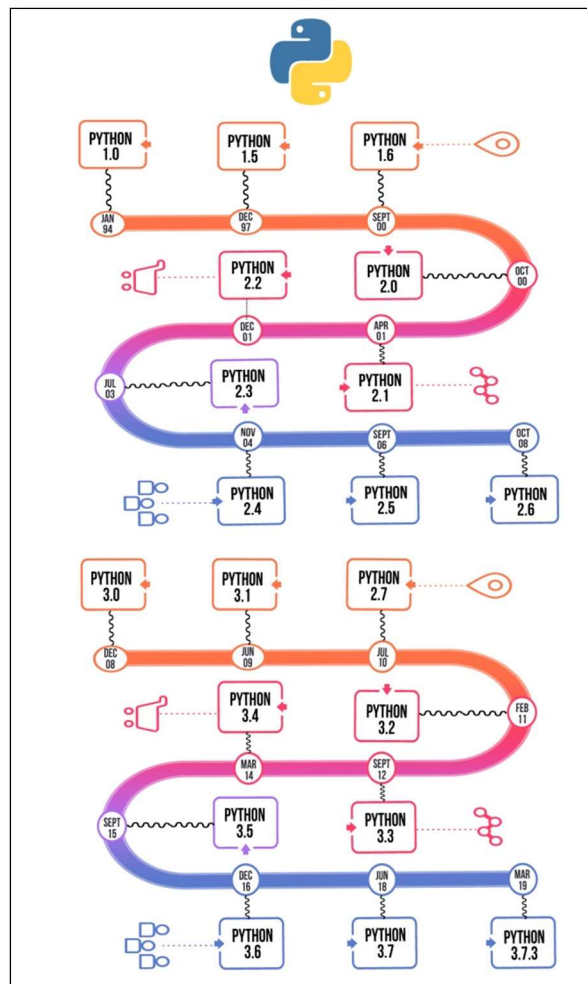 PYTHON
1.0
PYTHON
1.5
PYTHON
1.6
JAN
94
DEC
97
SEPT
00
PYTHON
2.2
PYTHON
2.0
OCT
00
DEC
01
APR
01
JUL
03
PYTHON
2.3
PYTHON
2.1
NOV
04
SEPT
06
OCT
08
PYTHON
2.4
PYTHON
2.5
PYTHON
2.6
PYTHON
3.0
PYTHON
3.1
PYTHON
2.7
DEC
08
JUN
09
JUL
10
PYTHON
3.4
PYTHON
3.2
FEB
11
MAR
14
SEPT
12
SEPT
15
PYTHON
3.5
PYTHON
3.3
DEC
16
JUN
18
MAR
19
PYTHON
3.6
PYTHON
3.7
PYTHON
3.7.3